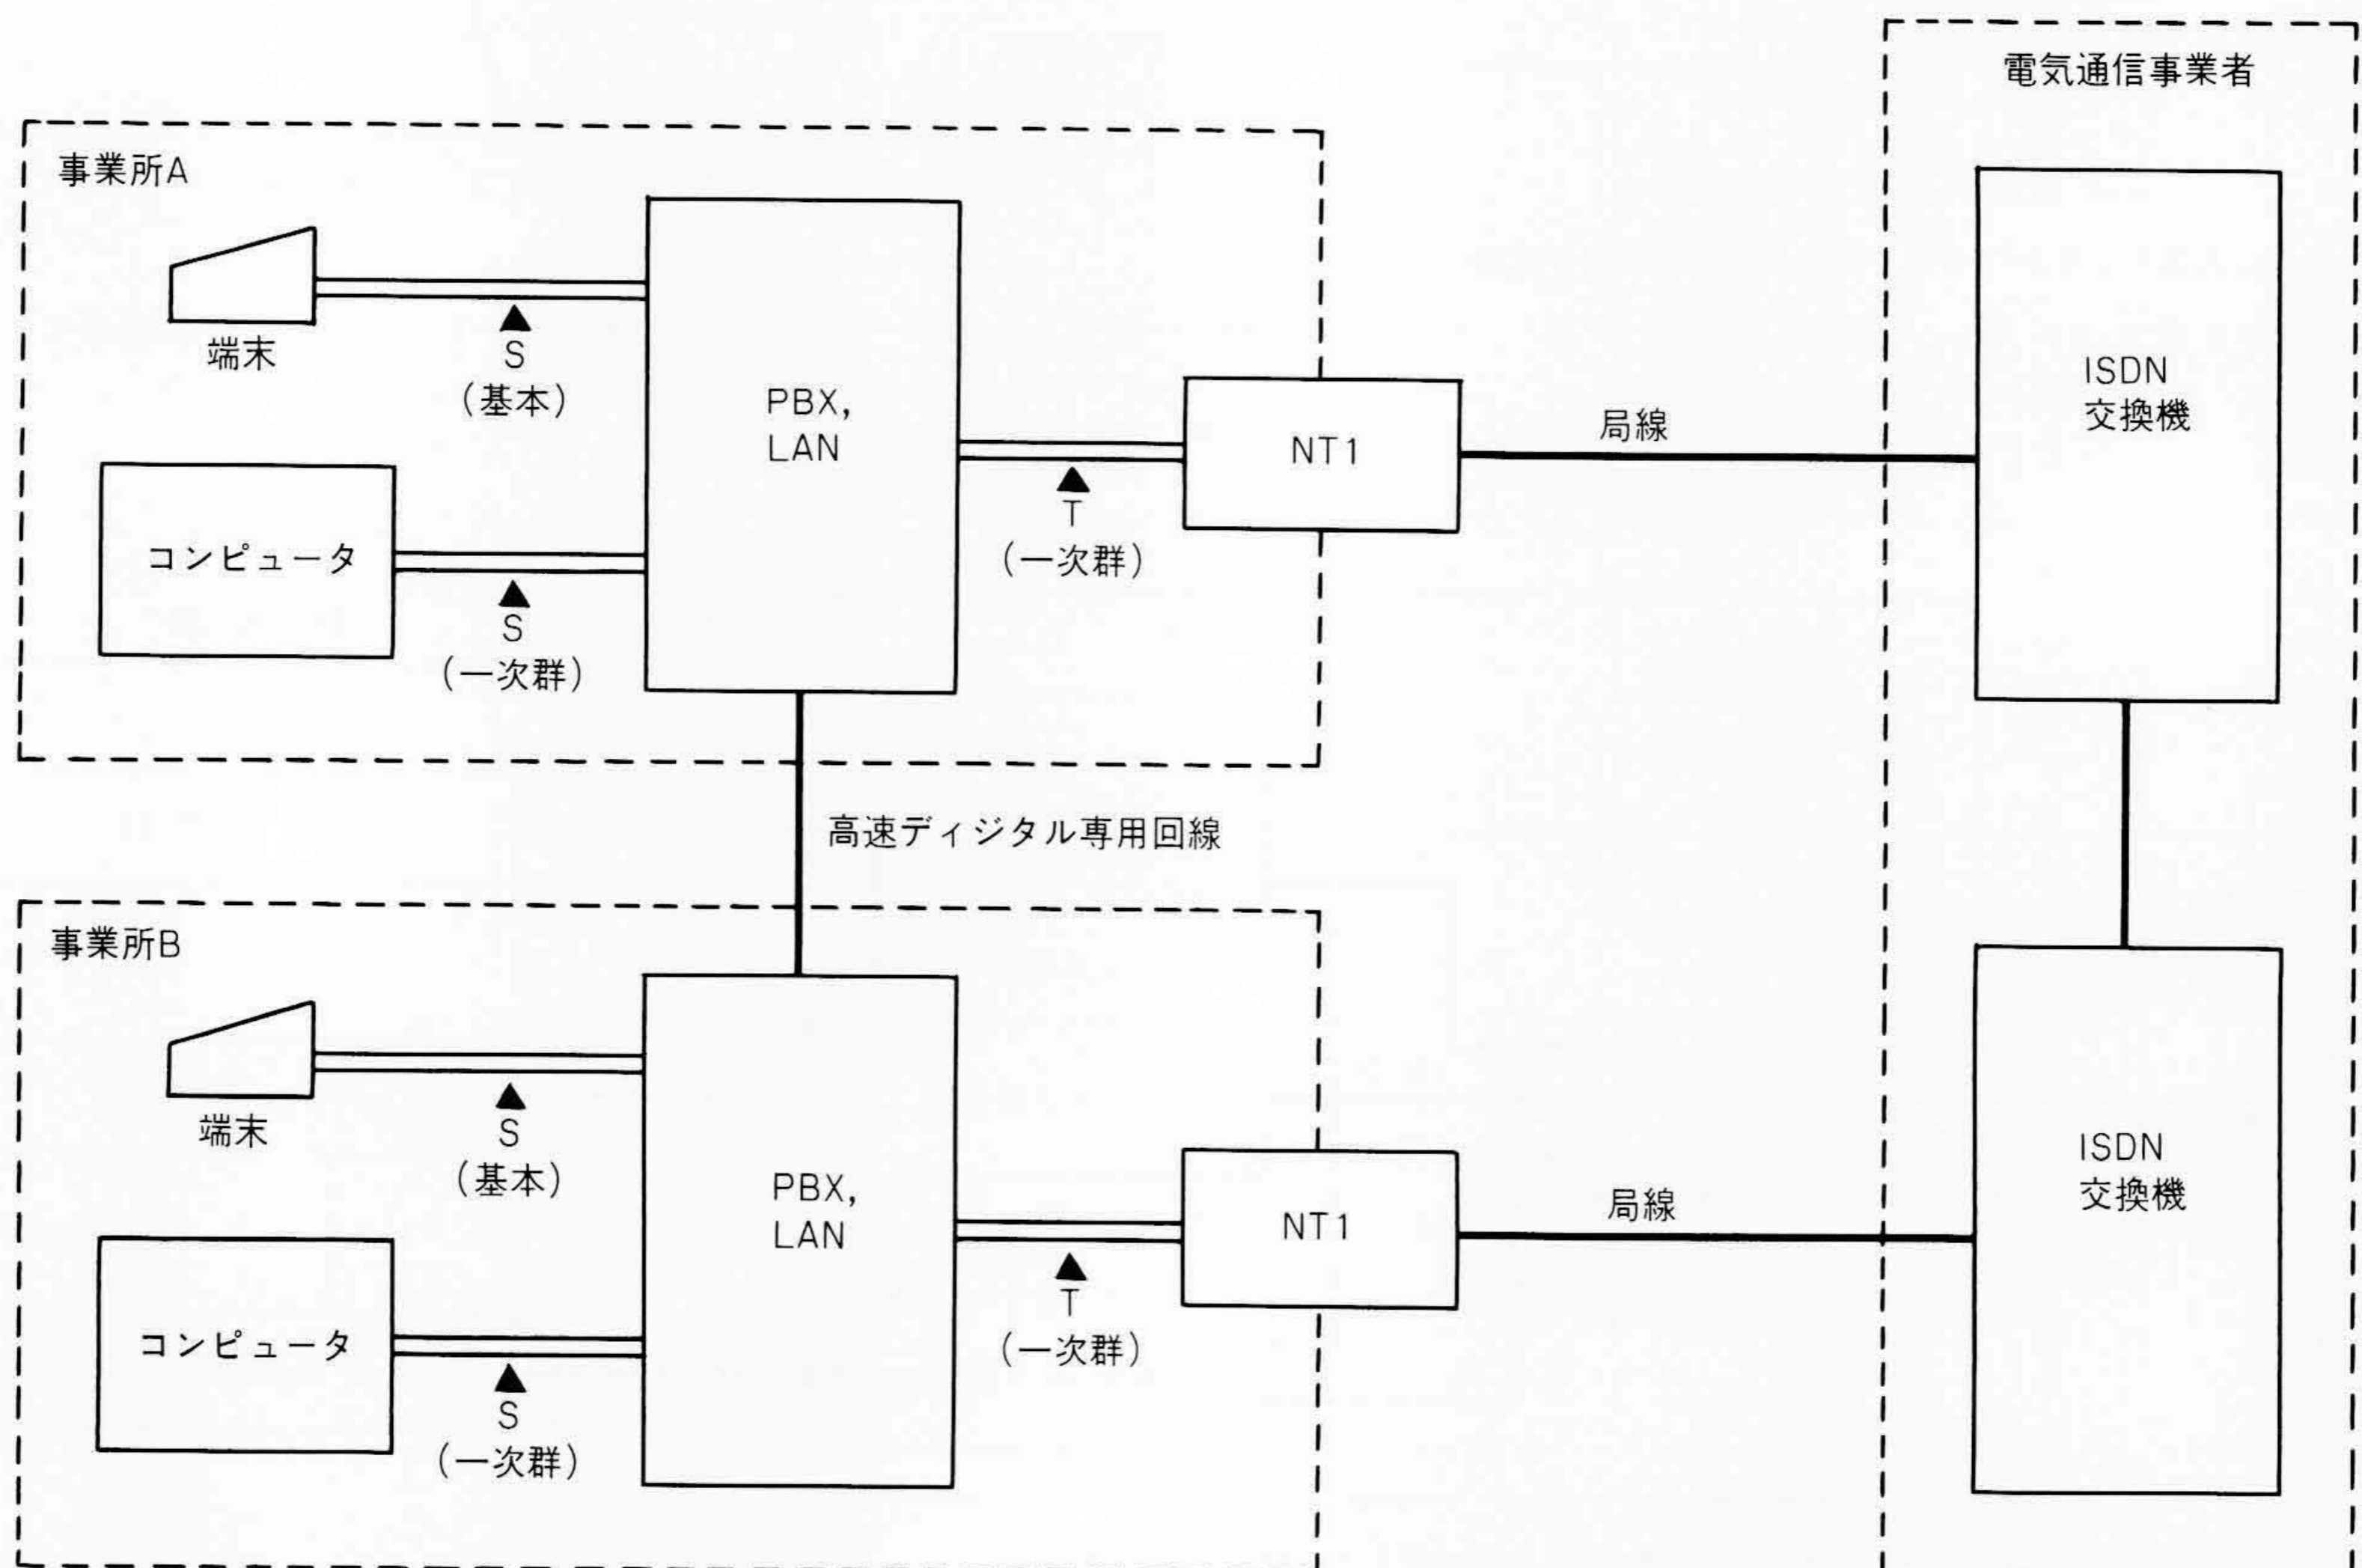 電気通信事業者
事業所A
端末
S
(基本)
コンピュータ
S
(一次群)
PBX,
LAN
T
(一次群)
NT1
局線
ISDN
交換機
高速ディジタル専用回線
事業所B
端末
S
(基本)
コンピュータ
S
(一次群)
PBX,
LAN
T
(一次群)
NT1
局線
ISDN
交換機